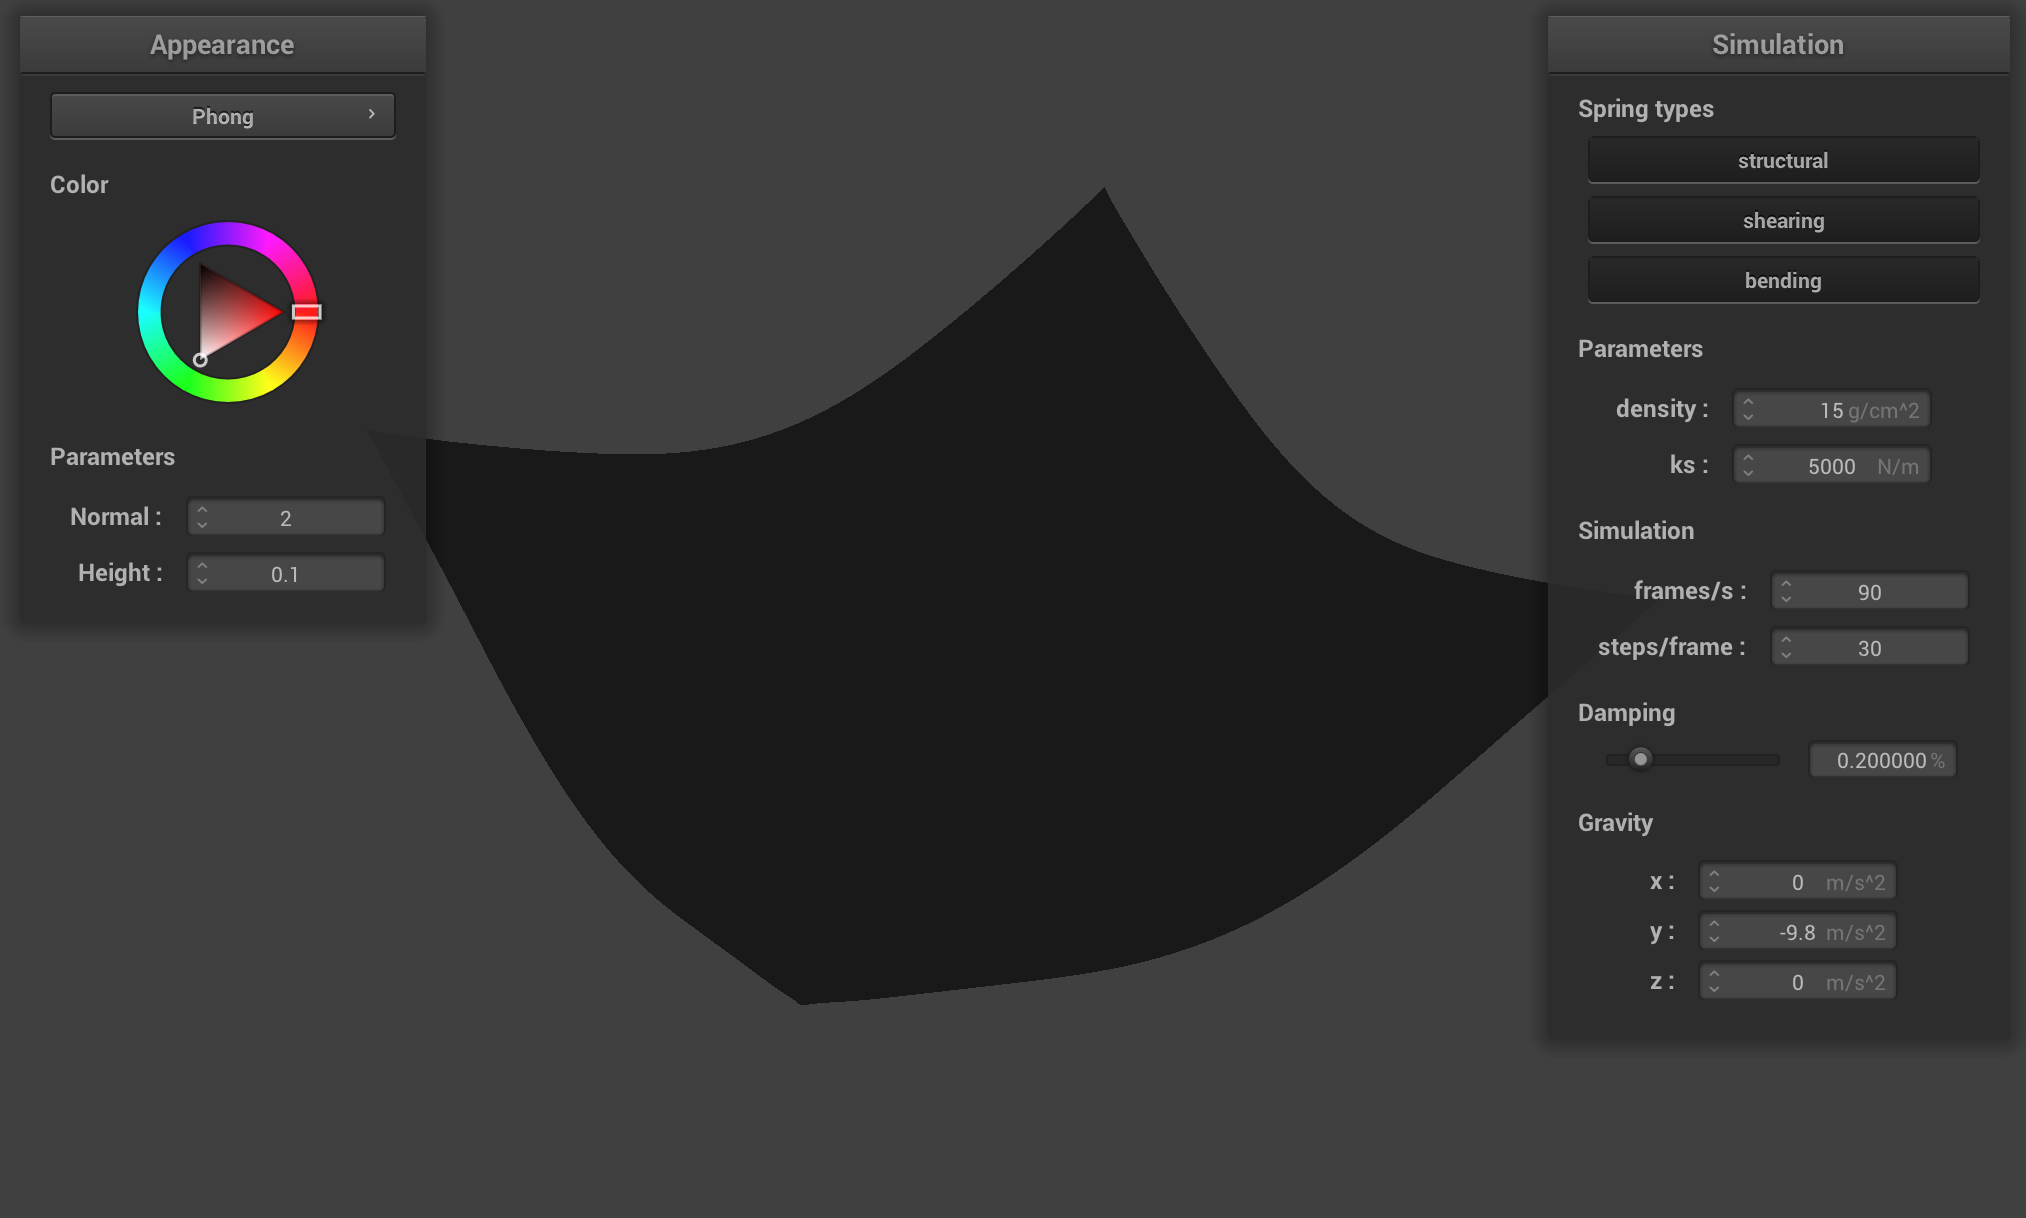 Appearance
Phong
Color
Parameters
Normal : 2
Height : 0.1
Simulation
Spring types
structural
shearing
bending
Parameters
density : 15 g/cm^2
ks : 5000 N/m
Simulation
frames/s : 90
steps/frame : 30
Damping
0.200000 %
Gravity
x : 0 m/s^2
y : -9.8 m/s^2
z : 0 m/s^2